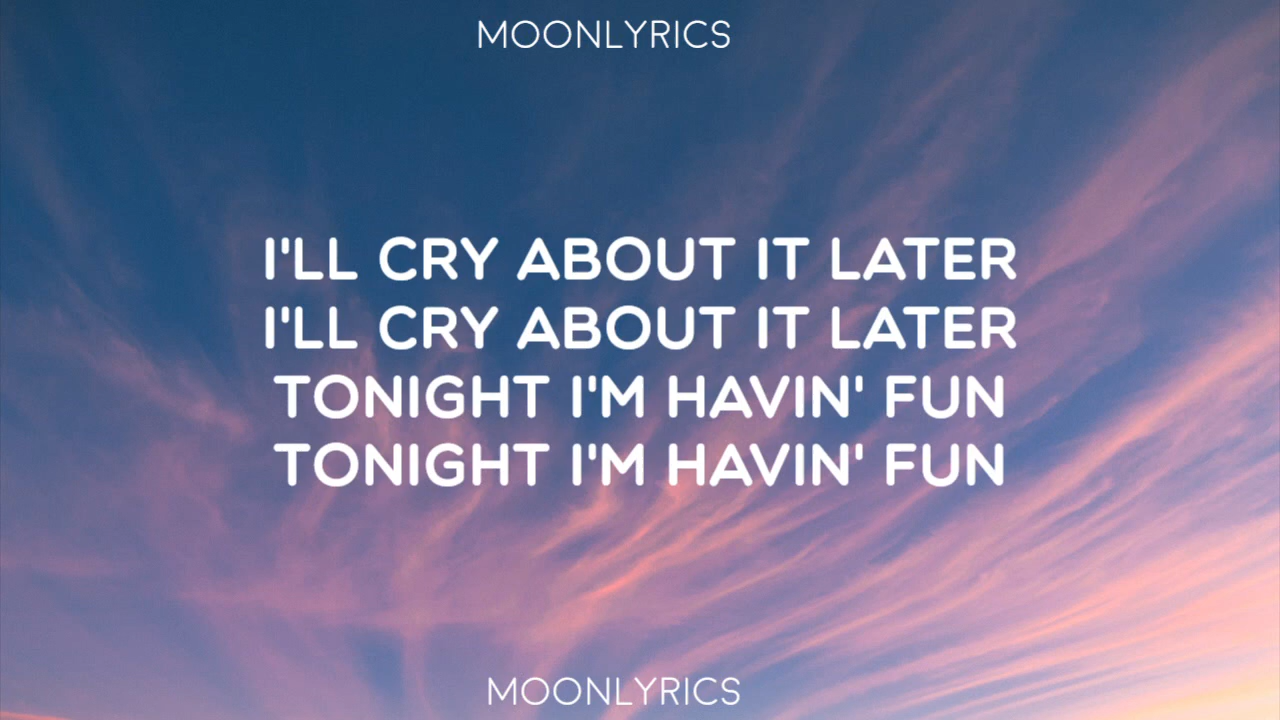 MOONLYRICS
I'LL CRY ABOUT IT LATER
I'LL CRY ABOUT IT LATER
TONIGHT I'M HAVIN' FUN
TONIGHT I'M HAVIN' FUN
MOONLYRICS